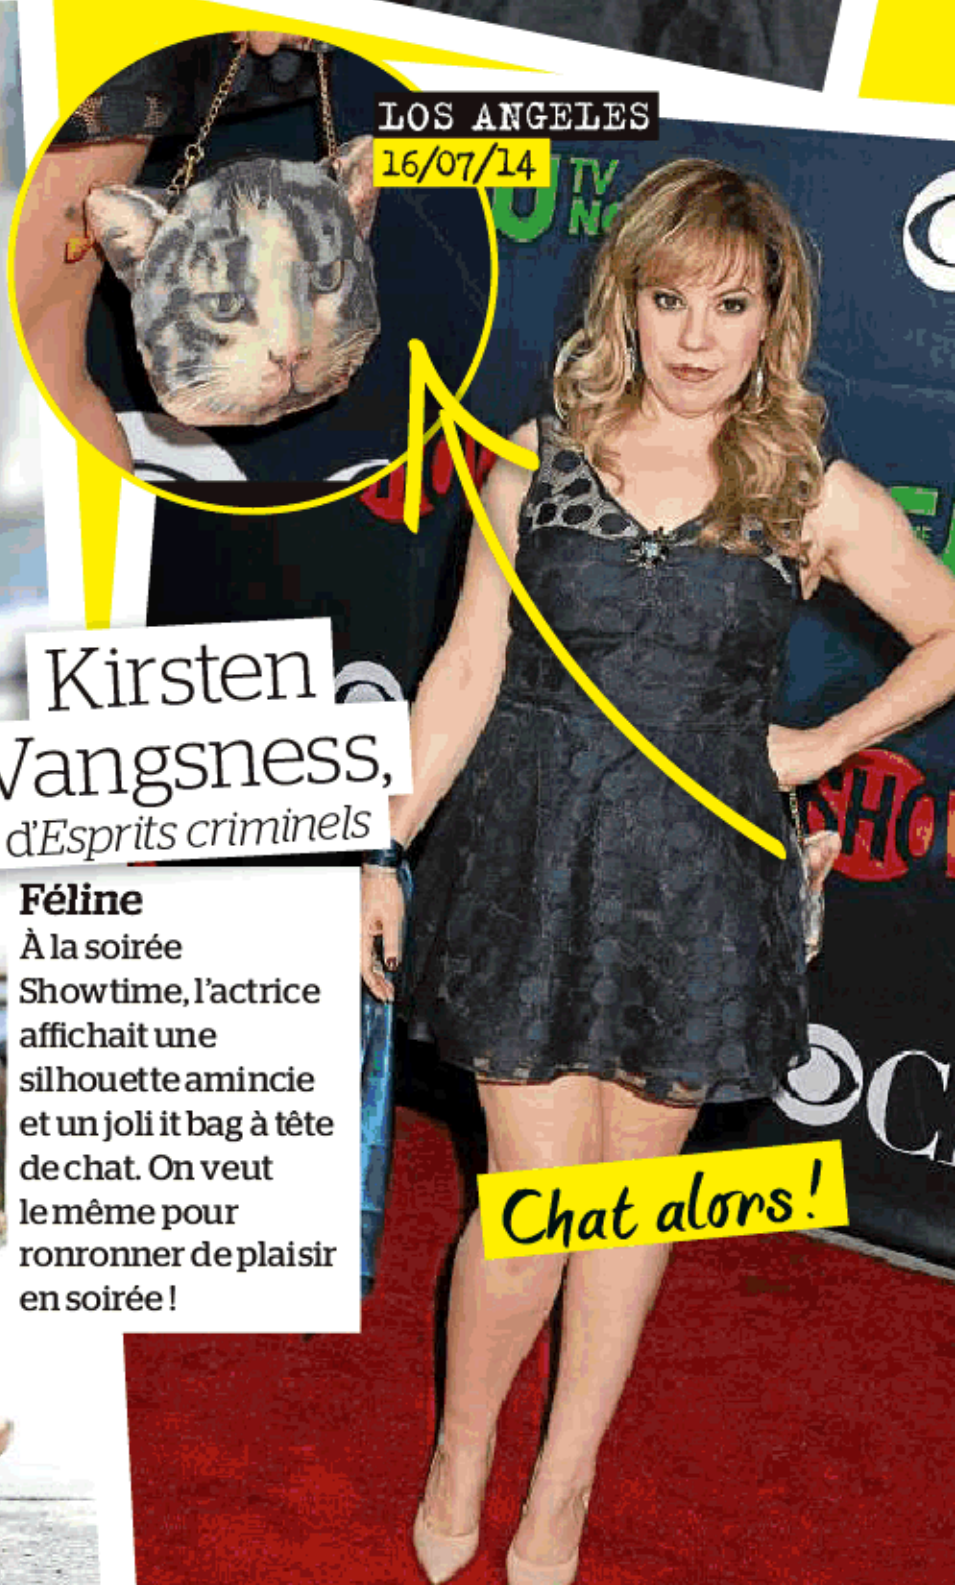 LOS ANGELES
16/07/14
TV
Kirsten
Vangsness,
d'Esprits criminels
Féline
À la soirée
Showtime, l'actrice
affichait une
silhouette amincie
et un joli it bag à tête
de chat. On veut
le même pour
ronronner de plaisir
en soirée !
Chat alors !